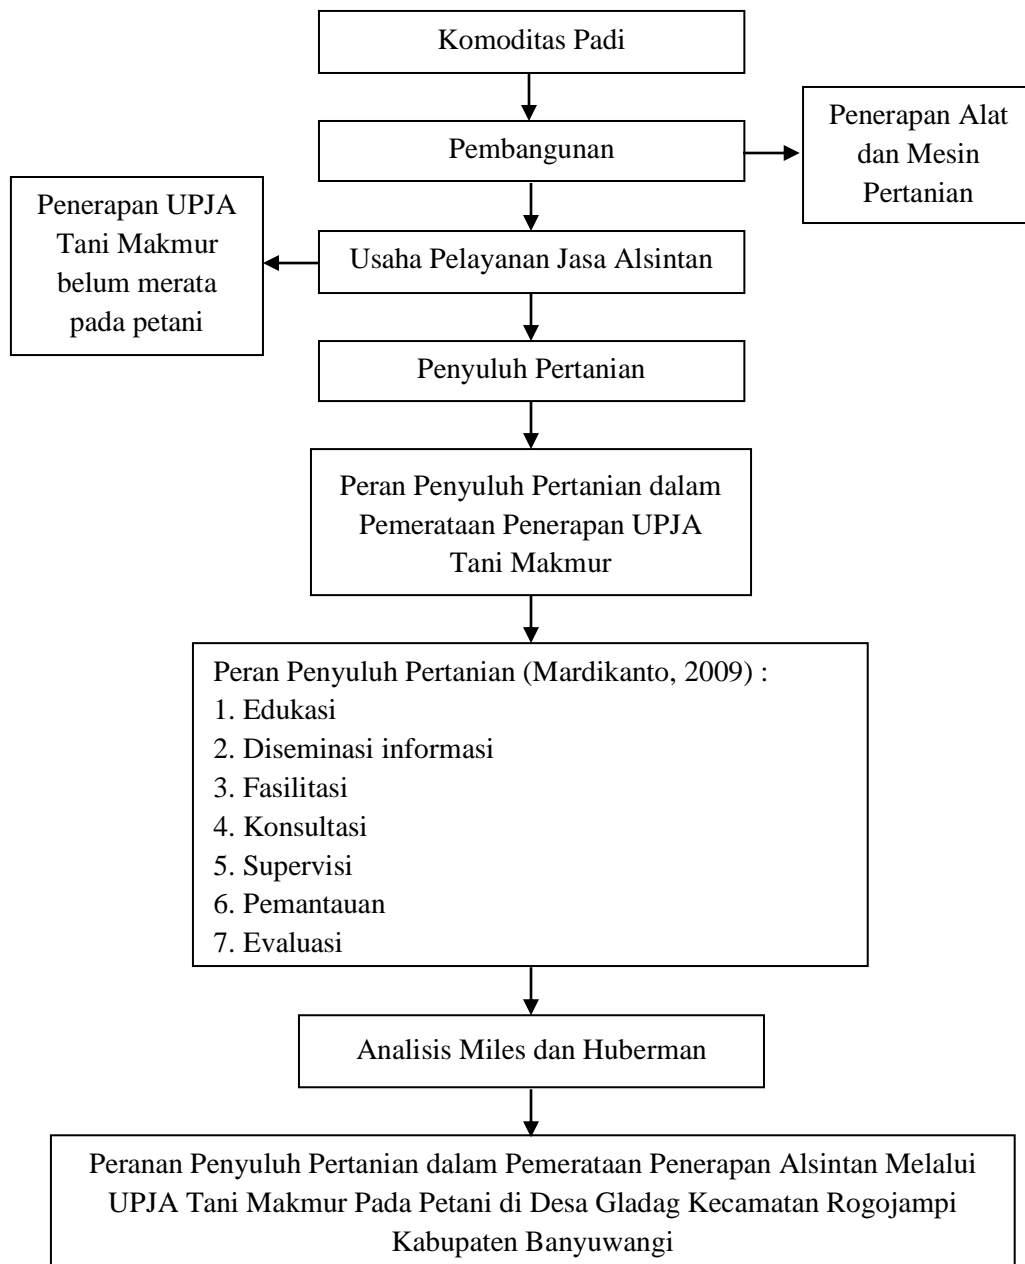 Komoditas Padi
Penerapan Alat
dan Mesin
Pertanian
Pembangunan
Penerapan UPJA
Tani Makmur
belum merata
pada petani
Usaha Pelayanan Jasa Alsintan
Penyuluh Pertanian
Peran Penyuluh Pertanian dalam
Pemerataan Penerapan UPJA
Tani Makmur
Peran Penyuluh Pertanian (Mardikanto, 2009) :
1. Edukasi
2. Diseminasi informasi
3. Fasilitasi
4. Konsultasi
5. Supervisi
6. Pemantauan
7. Evaluasi
Analisis Miles dan Huberman
Peranan Penyuluh Pertanian dalam Pemerataan Penerapan Alsintan Melalui
UPJA Tani Makmur Pada Petani di Desa Gladag Kecamatan Rogojampi
Kabupaten Banyuwangi